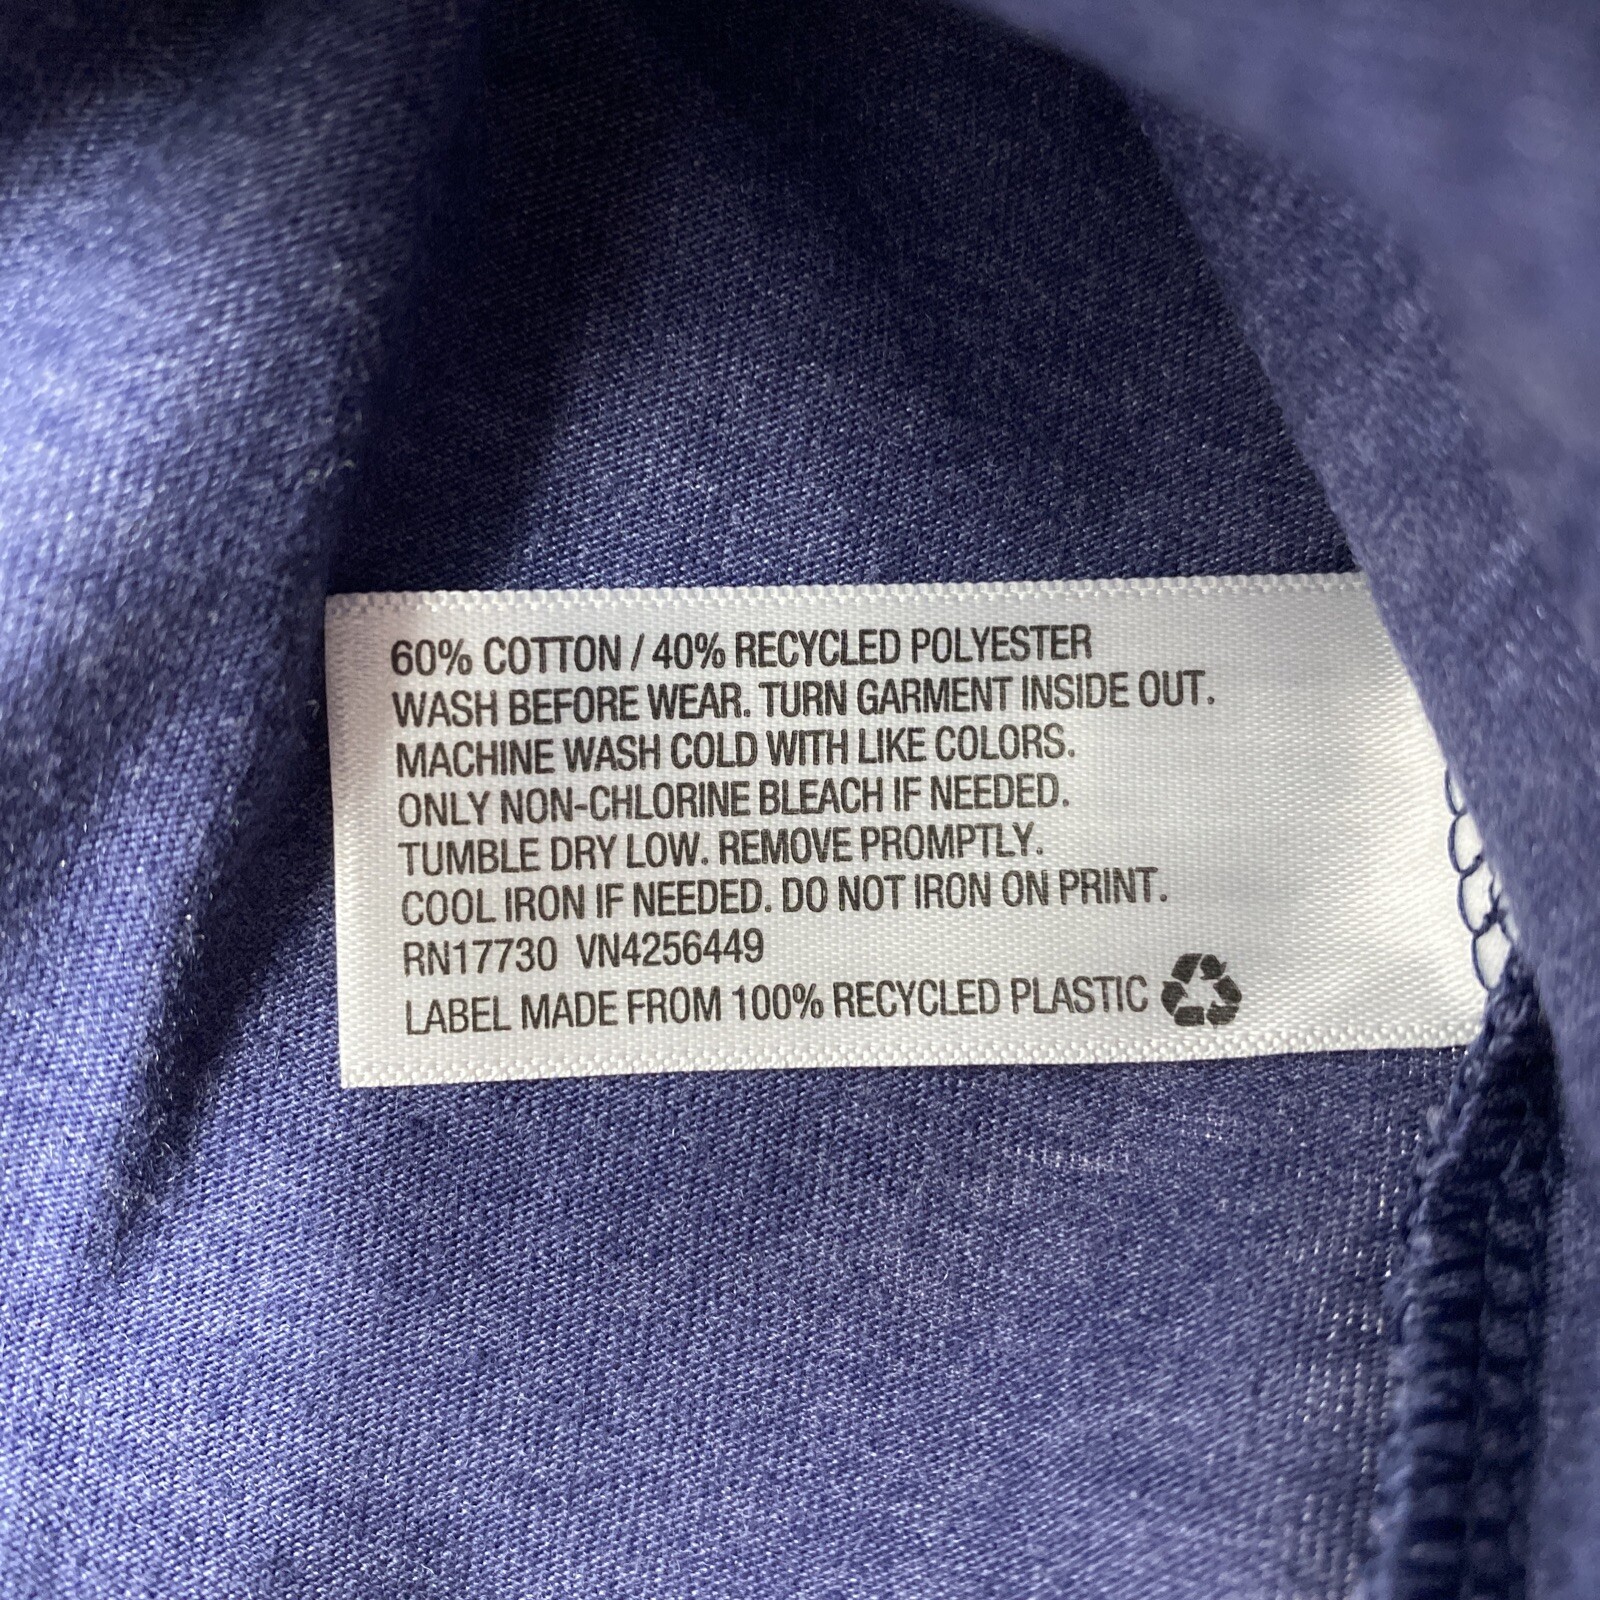 60% COTTON / 40% RECYCLED POLYESTER
WASH BEFORE WEAR. TURN GARMENT INSIDE OUT.
MACHINE WASH COLD WITH LIKE COLORS.
ONLY NON-CHLORINE BLEACH IF NEEDED.
TUMBLE DRY LOW. REMOVE PROMPTLY.
COOL IRON IF NEEDED. DO NOT IRON ON PRINT.
RN17730 VN4256449
LABEL MADE FROM 100% RECYCLED PLASTIC